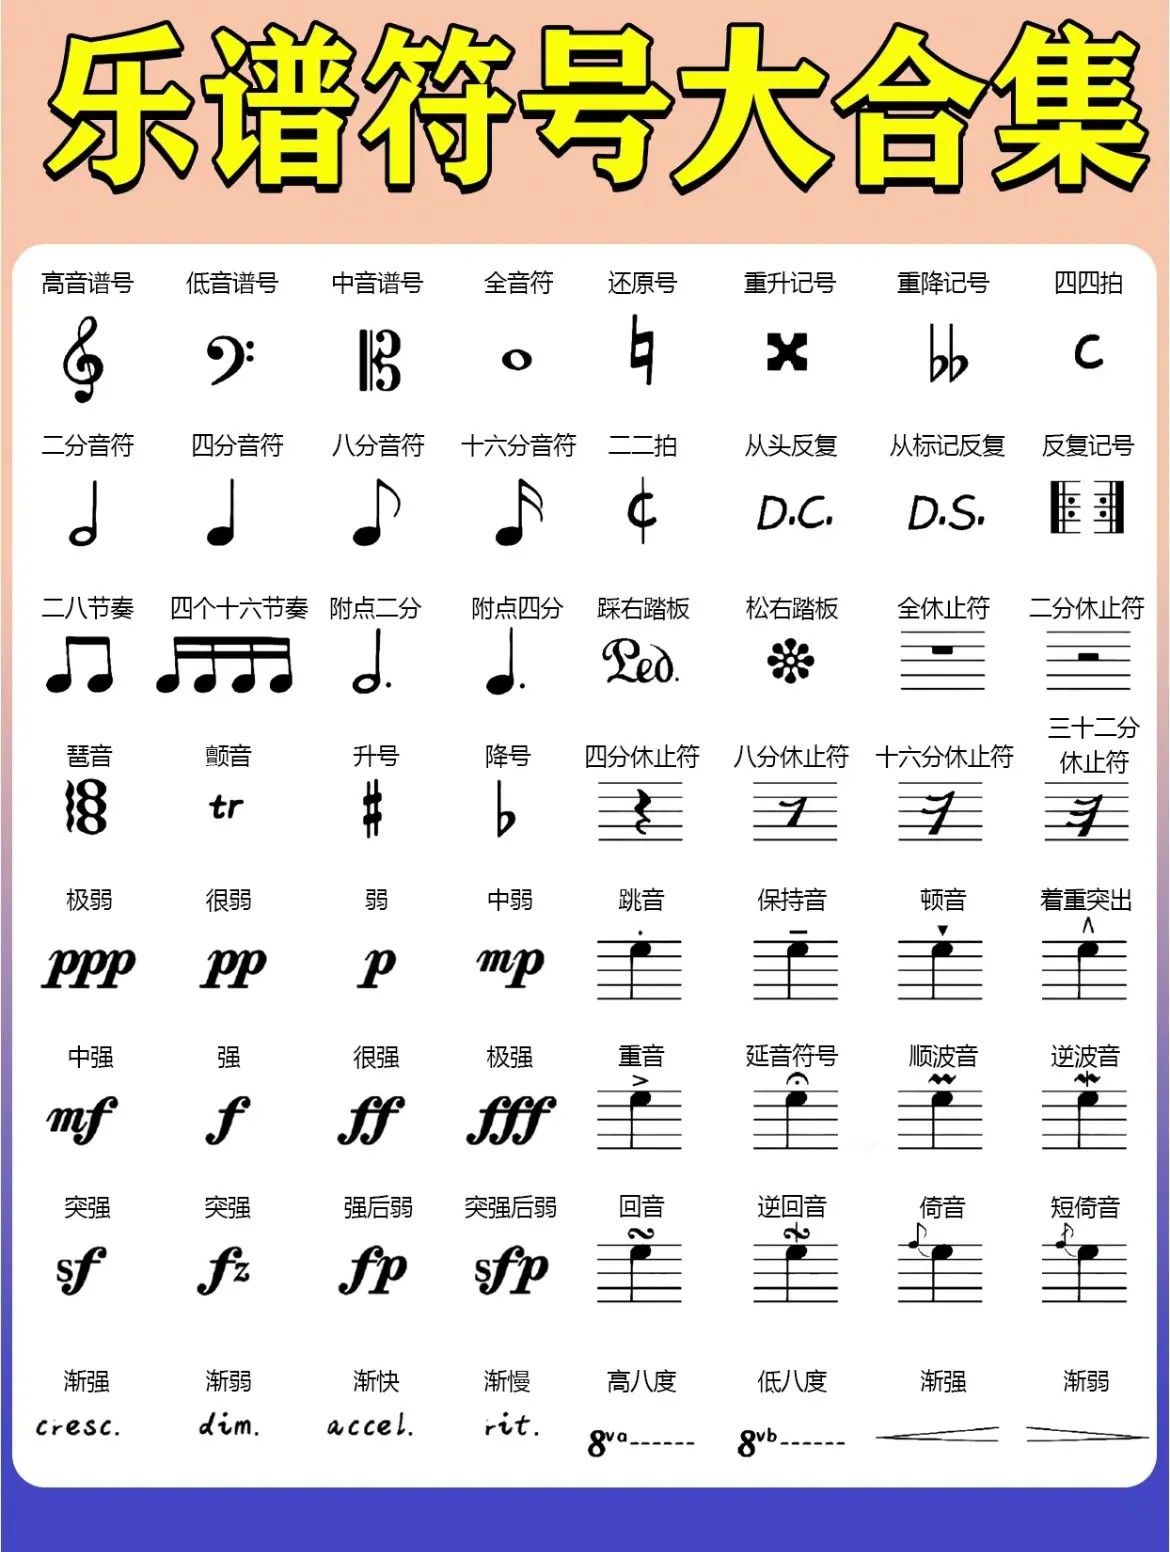 乐谱符号大合集
高音谱号 低音谱号 中音谱号 全音符 还原号 重升记号 重降记号 四四拍
C
二分音符 四分音符 八分音符 十六分音符 二二拍 从头反复 从标记反复 反复记号
D.C. D.S.
二八节奏 四个十六节奏 附点二分 附点四分 踩右踏板 松右踏板 全休止符 二分休止符
Ped.
琶音 颤音 升号 降号 四分休止符 八分休止符 十六分休止符 三十二分
休止符
tr
极弱 很弱 弱 中弱 跳音 保持音 顿音 着重突出
ppp pp p mp
中强 强 很强 极强 重音 延音符号 顺波音 逆波音
mf f ff fff
突强 突强 强后弱 突强后弱 回音 逆回音 倚音 短倚音
sf fz fp sfp
渐强 渐弱 渐快 渐慢 高八度 低八度 渐强 渐弱
cresc. dim. accel. rit. 8va------ 8vb------